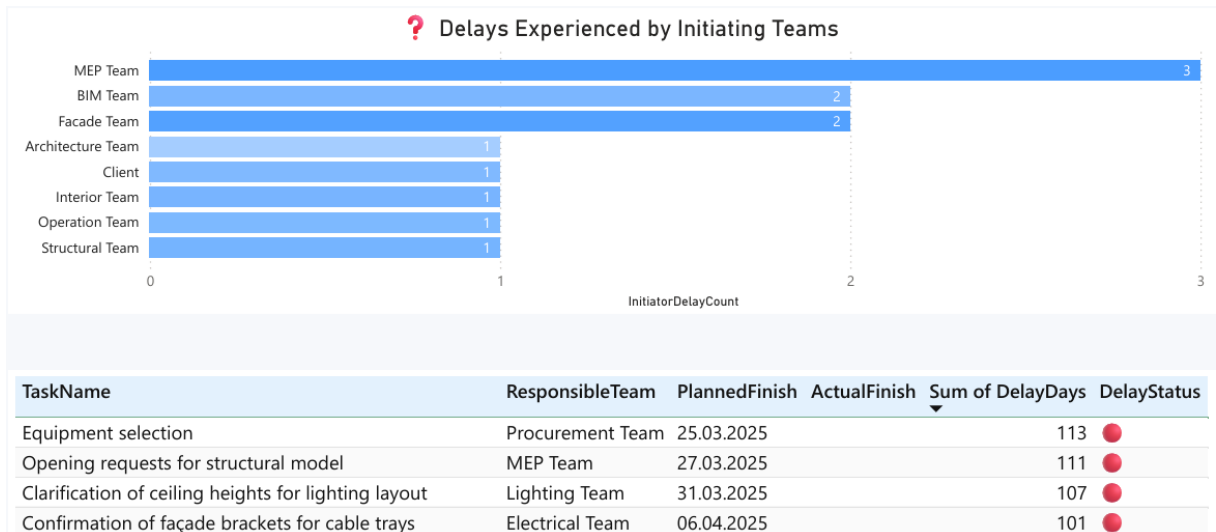 ❓ Delays Experienced by Initiating Teams
MEP Team 3
BIM Team 2
Facade Team 2
Architecture Team 1
Client 1
Interior Team 1
Operation Team 1
Structural Team 1
0 1 2 3
InitiatorDelayCount
TaskName ResponsibleTeam PlannedFinish ActualFinish Sum of DelayDays DelayStatus
Equipment selection Procurement Team 25.03.2025 113
Opening requests for structural model MEP Team 27.03.2025 111
Clarification of ceiling heights for lighting layout Lighting Team 31.03.2025 107
Confirmation of façade brackets for cable trays Electrical Team 06.04.2025 101